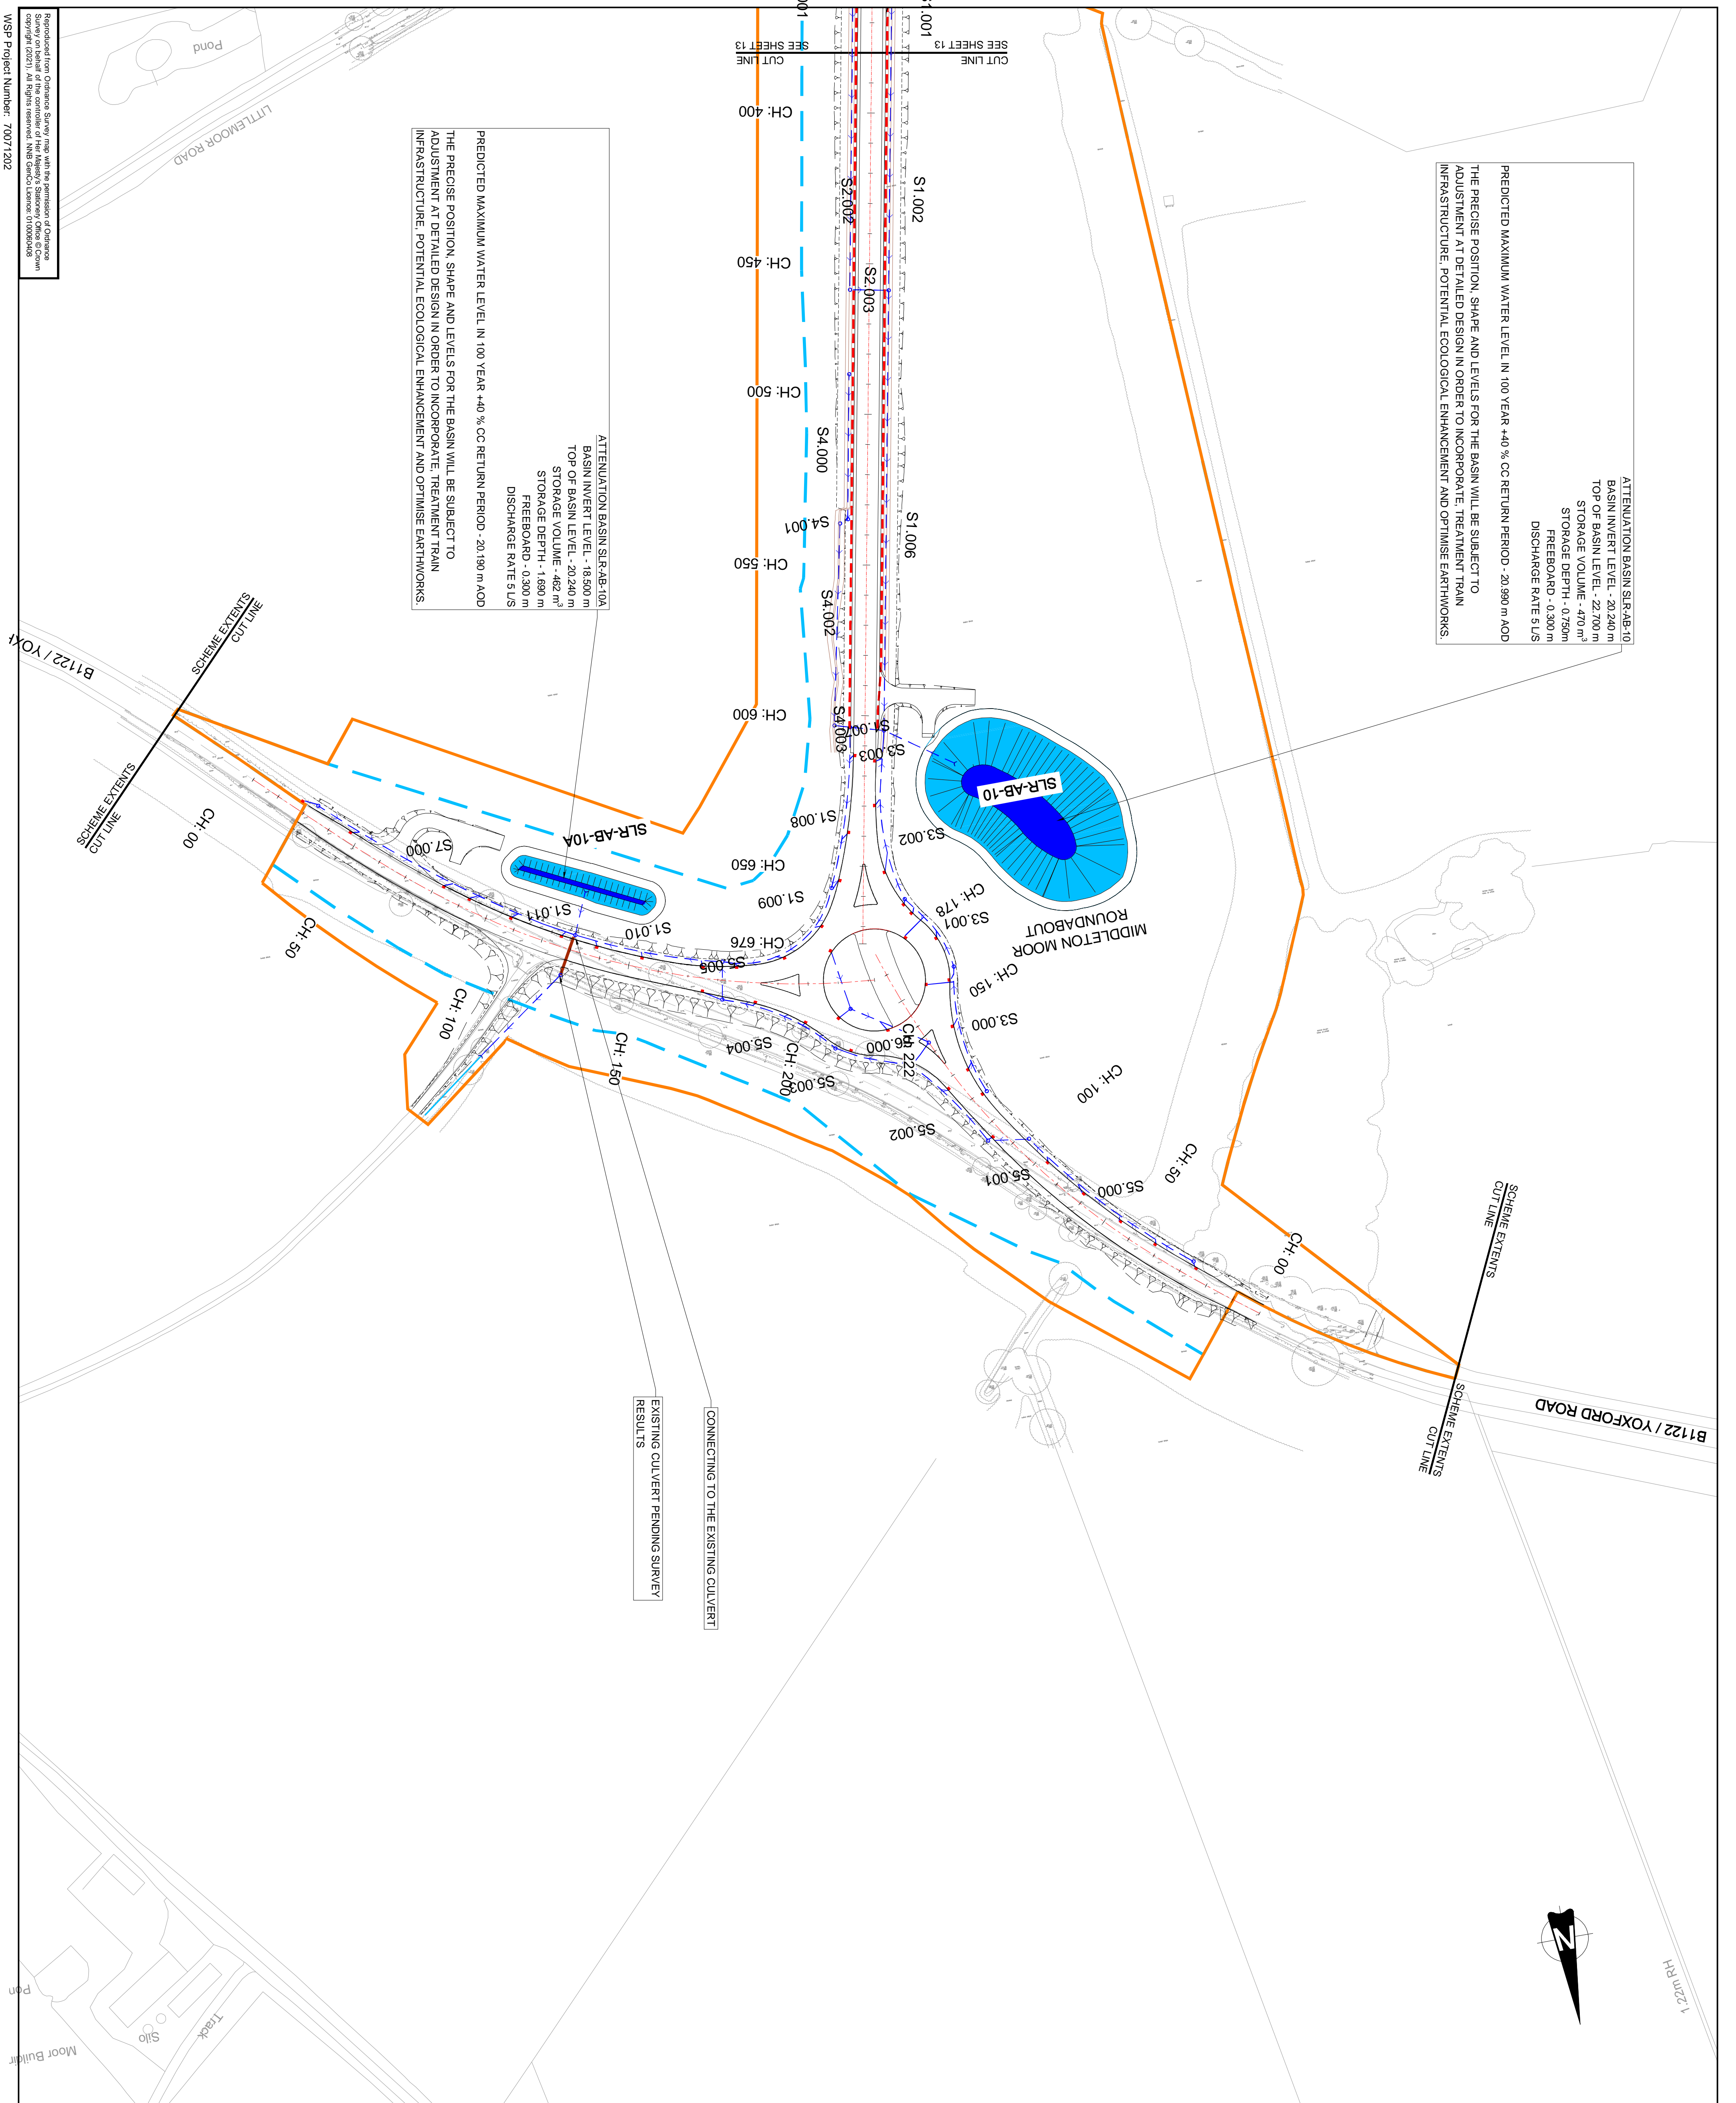 ATTENUATION BASIN SLR-AB-10
BASIN INVERT LEVEL - 20.240 m
TOP OF BASIN LEVEL - 22.700 m
STORAGE VOLUME - 470 m³
STORAGE DEPTH - 0.750m
FREEBOARD - 0.300 m
DISCHARGE RATE 5 L/S
PREDICTED MAXIMUM WATER LEVEL IN 100 YEAR +40 % CC RETURN PERIOD - 20.990 m AOD
THE PRECISE POSITION, SHAPE AND LEVELS FOR THE BASIN WILL BE SUBJECT TO
ADJUSTMENT AT DETAILED DESIGN IN ORDER TO INCORPORATE, TREATMENT TRAIN
INFRASTRUCTURE, POTENTIAL ECOLOGICAL ENHANCEMENT AND OPTIMISE EARTHWORKS.
ATTENUATION BASIN SLR-AB-10A
BASIN INVERT LEVEL - 18.500 m
TOP OF BASIN LEVEL - 20.240 m
STORAGE VOLUME - 462 m³
STORAGE DEPTH - 1.690 m
FREEBOARD - 0.300 m
DISCHARGE RATE 5 L/S
PREDICTED MAXIMUM WATER LEVEL IN 100 YEAR +40 % CC RETURN PERIOD - 20.190 m AOD
THE PRECISE POSITION, SHAPE AND LEVELS FOR THE BASIN WILL BE SUBJECT TO
ADJUSTMENT AT DETAILED DESIGN IN ORDER TO INCORPORATE, TREATMENT TRAIN
INFRASTRUCTURE, POTENTIAL ECOLOGICAL ENHANCEMENT AND OPTIMISE EARTHWORKS.
CUT LINE
SEE SHEET 13
CUT LINE
SEE SHEET 13
001
S1.001
CH: 400
CH: 450
CH: 500
CH: 550
CH: 600
CH: 650
CH: 676
S1.002
S2.002
S2.003
S4.000
S4.001
S4.002
S4.003
S1.006
S1.007
S3.003
S1.008
S3.002
S1.009
S3.001
S3.000
S1.010
S1.011
S7.000
S5.005
S5.004
S5.003
S5.002
S5.001
S5.000
S6.000
CH: 178
CH: 150
CH: 100
CH: 50
CH: 00
CH: 222
CH: 200
CH: 150
CH: 100
CH: 50
CH: 00
SLR-AB-10
SLR-AB-10A
MIDDLETON MOOR
ROUNDABOUT
SCHEME EXTENTS
CUT LINE
SCHEME EXTENTS
CUT LINE
SCHEME EXTENTS
CUT LINE
SCHEME EXTENTS
CUT LINE
B1122 / YOXFORD ROAD
B1122 / YOXF
LITTLEMOOR ROAD
Pond
CONNECTING TO THE EXISTING CULVERT
EXISTING CULVERT PENDING SURVEY
RESULTS
N
1.22m RH
Track
Silo
Pon
Moor Buildin
Reproduced from Ordnance Survey map with the permission of Ordnance
Survey on behalf of the controller of Her Majesty's Stationery Office © Crown
copyright (2021). All Rights reserved. NNB GenCo Licence: 0100060408
WSP Project Number: 70071202